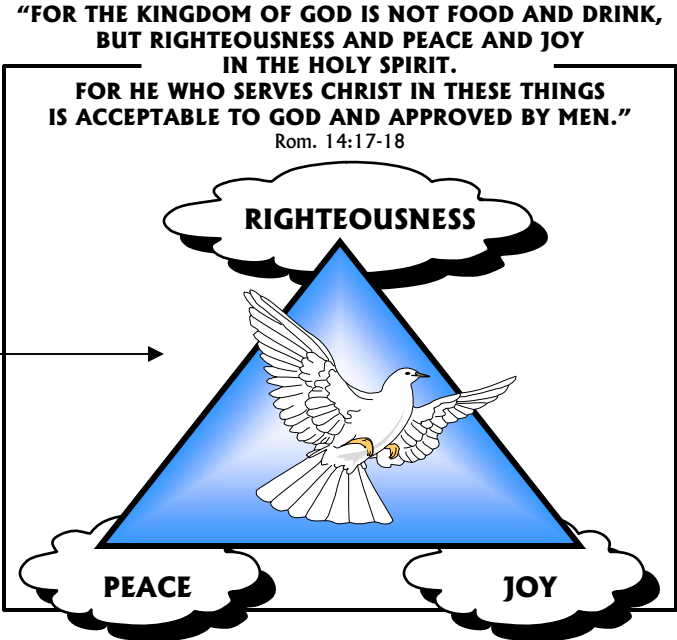 “FOR THE KINGDOM OF GOD IS NOT FOOD AND DRINK,
BUT RIGHTEOUSNESS AND PEACE AND JOY
IN THE HOLY SPIRIT.
FOR HE WHO SERVES CHRIST IN THESE THINGS
IS ACCEPTABLE TO GOD AND APPROVED BY MEN.”
Rom. 14:17-18
RIGHTEOUSNESS
PEACE
JOY